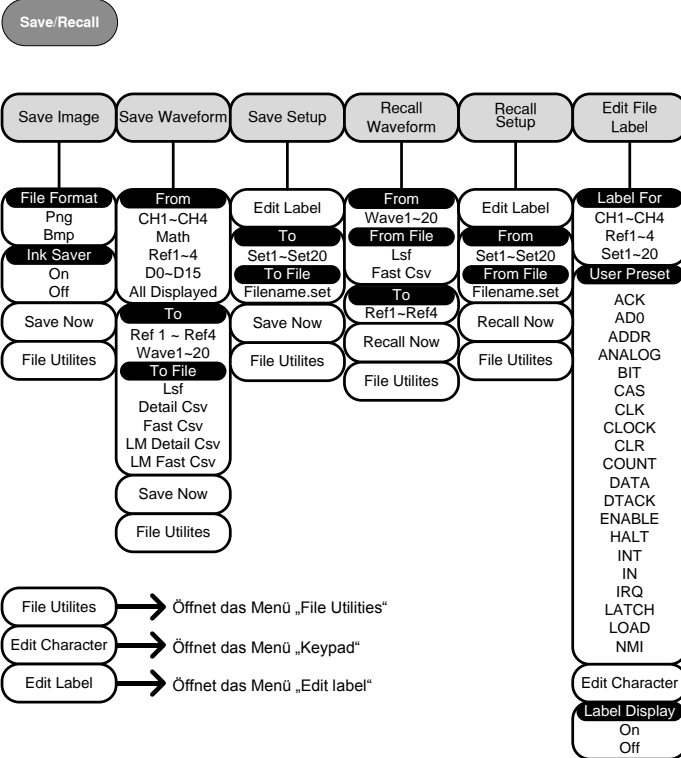 Save/Recall
Save Image
Save Waveform
Save Setup
Recall
Waveform
Recall
Setup
Edit File
Label
File Format
Png
Bmp
Ink Saver
On
Off
Save Now
File Utilites
From
CH1~CH4
Math
Ref1~4
D0~D15
All Displayed
To
Ref 1 ~ Ref4
Wave1~20
To File
Lsf
Detail Csv
Fast Csv
LM Detail Csv
LM Fast Csv
Save Now
File Utilites
Edit Label
To
Set1~Set20
To File
Filename.set
Save Now
File Utilites
From
Wave1~20
From File
Lsf
Fast Csv
To
Ref1~Ref4
Recall Now
File Utilites
Edit Label
From
Set1~Set20
From File
Filename.set
Recall Now
File Utilites
Label For
CH1~CH4
Ref1~4
Set1~20
User Preset
ACK
AD0
ADDR
ANALOG
BIT
CAS
CLK
CLOCK
CLR
COUNT
DATA
DTACK
ENABLE
HALT
INT
IN
IRQ
LATCH
LOAD
NMI
Edit Character
Label Display
On
Off
File Utilites
Öffnet das Menü „File Utilities“
Edit Character
Öffnet das Menü „Keypad“
Edit Label
Öffnet das Menü „Edit label“